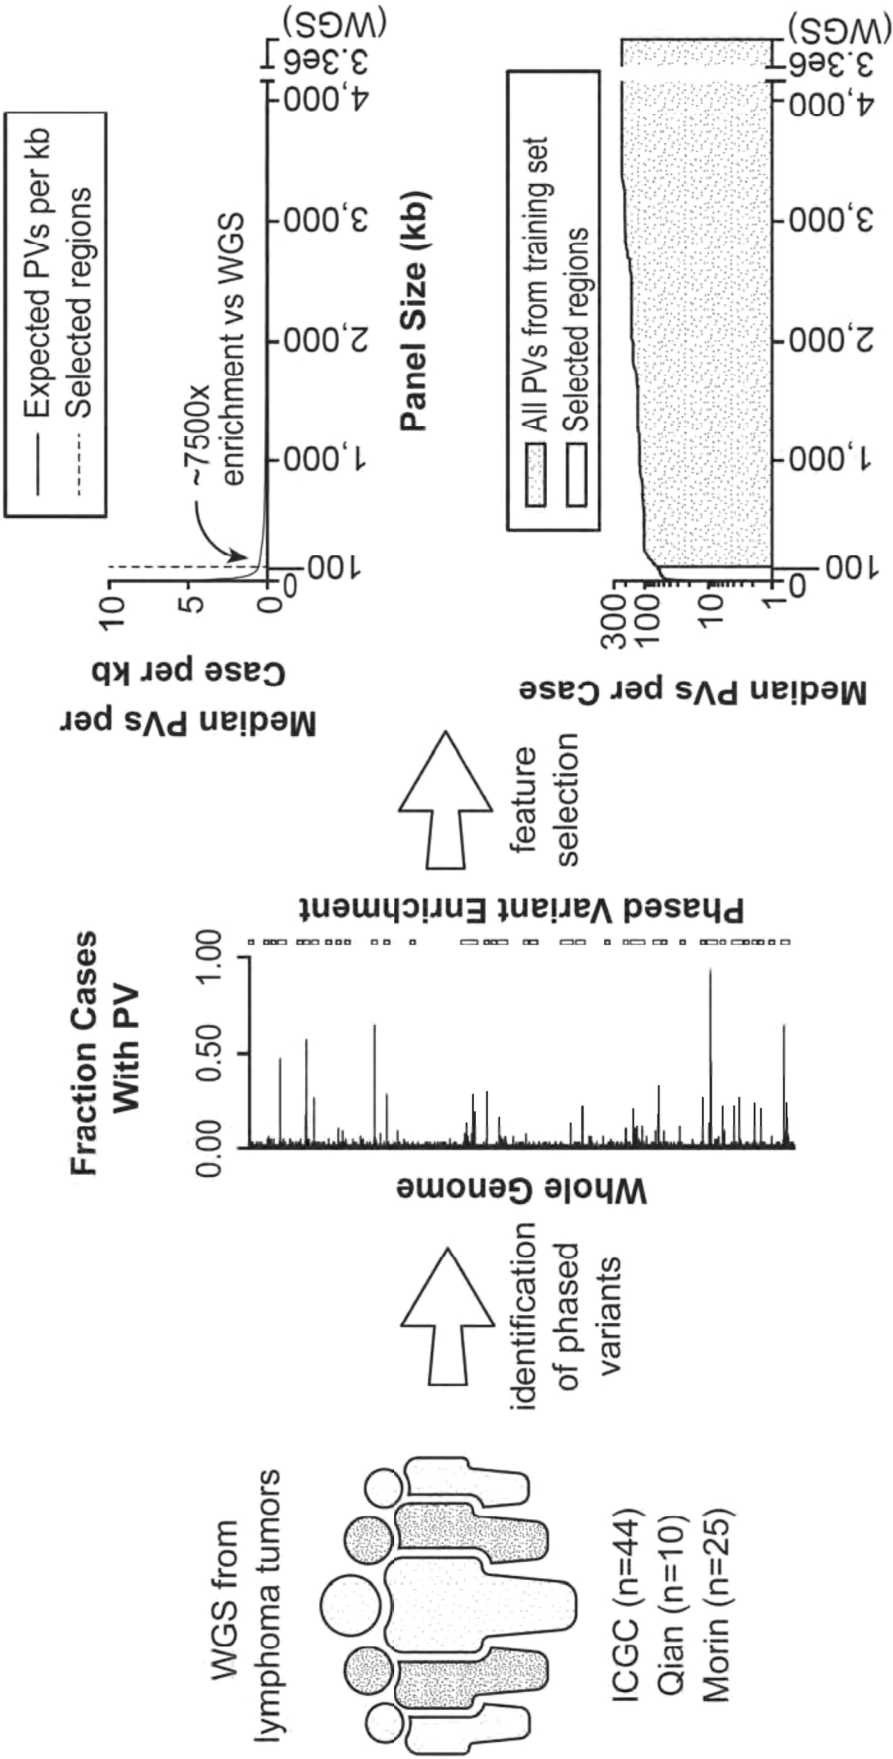 WGS from
lymphoma tumors
ICGC (n=44)
Qian (n=10)
Morin (n=25)
identification
of phased
variants
Fraction Cases
With PV
0.00
0.50
1.00
Whole Genome
Phased Variant Enrichment
feature
selection
Expected PVs per kb
Selected regions
Median PVs per
Case per kb
10
5
0
~7500x
enrichment vs WGS
0
100
1,000
2,000
3,000
4,000
3.3e6
(WGS)
Panel Size (kb)
All PVs from training set
Selected regions
Median PVs per Case
300
100
10
1
0
100
1,000
2,000
3,000
4,000
3.3e6
(WGS)